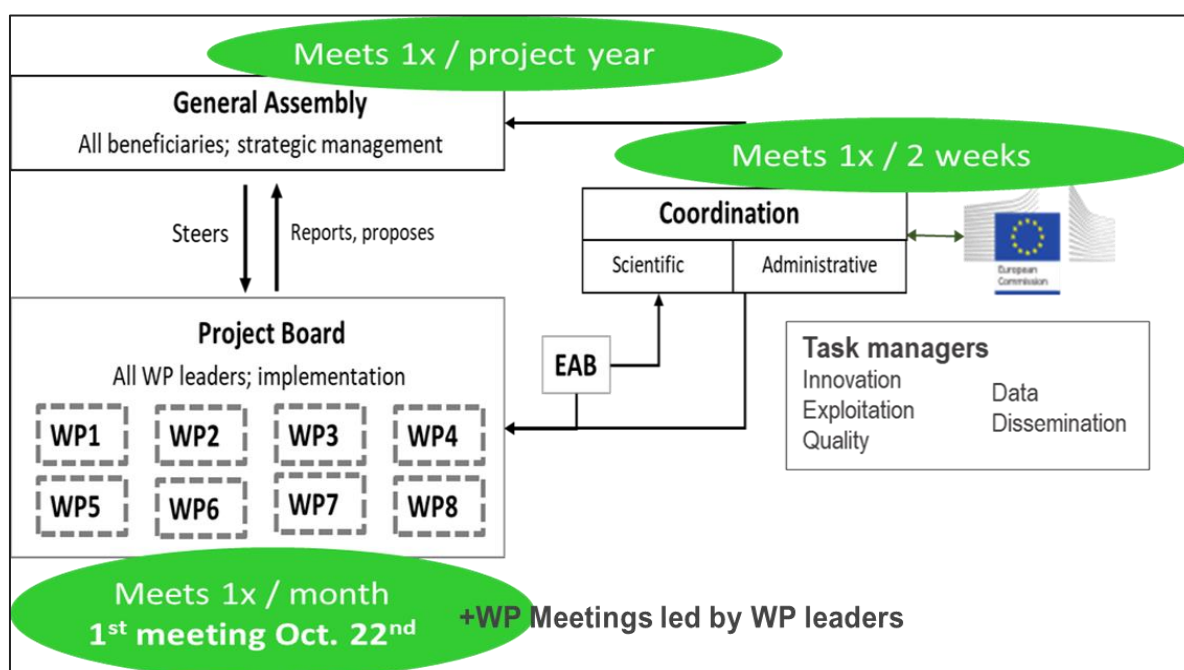 Meets 1x / project year
General Assembly
All beneficiaries; strategic management
Meets 1x / 2 weeks
Coordination
Scientific
Administrative
European
Commission
Steers
Reports, proposes
Project Board
All WP leaders; implementation
WP1
WP2
WP3
WP4
WP5
WP6
WP7
WP8
EAB
Task managers
Innovation
Exploitation
Quality
Data
Dissemination
Meets 1x / month
1st meeting Oct. 22nd
+WP Meetings led by WP leaders